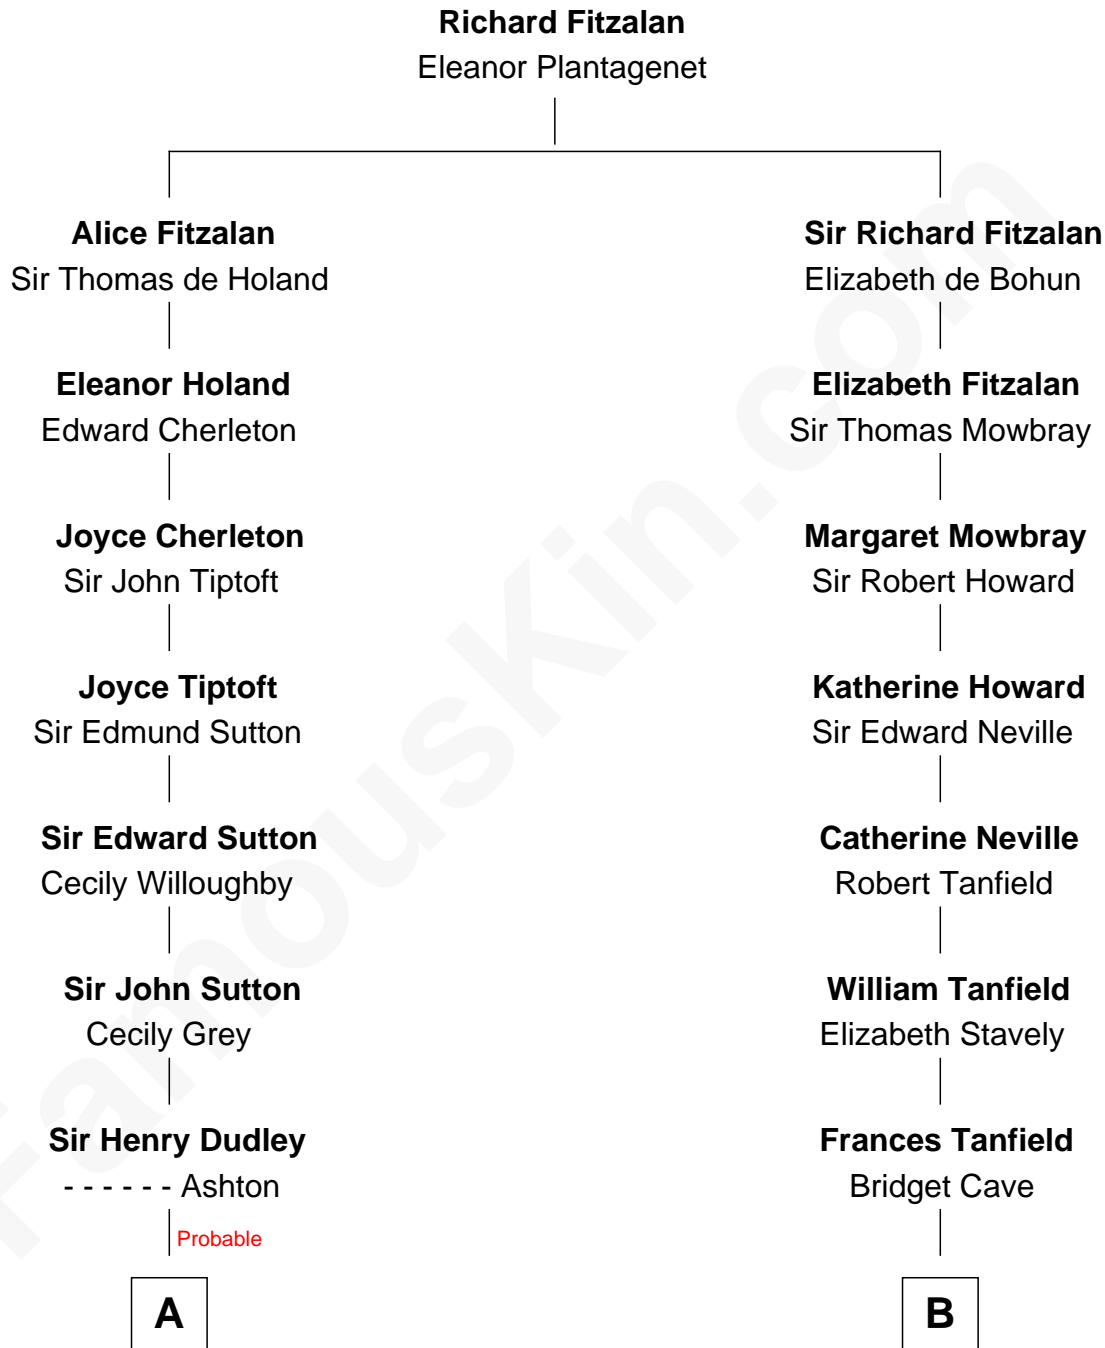 Richard Fitzalan
Eleanor Plantagenet
Alice Fitzalan
Sir Thomas de Holand
Sir Richard Fitzalan
Elizabeth de Bohun
Eleanor Holand
Edward Cherleton
Elizabeth Fitzalan
Sir Thomas Mowbray
Joyce Cherleton
Sir John Tiptoft
Margaret Mowbray
Sir Robert Howard
Joyce Tiptoft
Sir Edmund Sutton
Katherine Howard
Sir Edward Neville
Sir Edward Sutton
Cecily Willoughby
Catherine Neville
Robert Tanfield
Sir John Sutton
Cecily Grey
William Tanfield
Elizabeth Stavely
Sir Henry Dudley
- - - - - - Ashton
Frances Tanfield
Bridget Cave
Probable
A
B
FamousKin.com